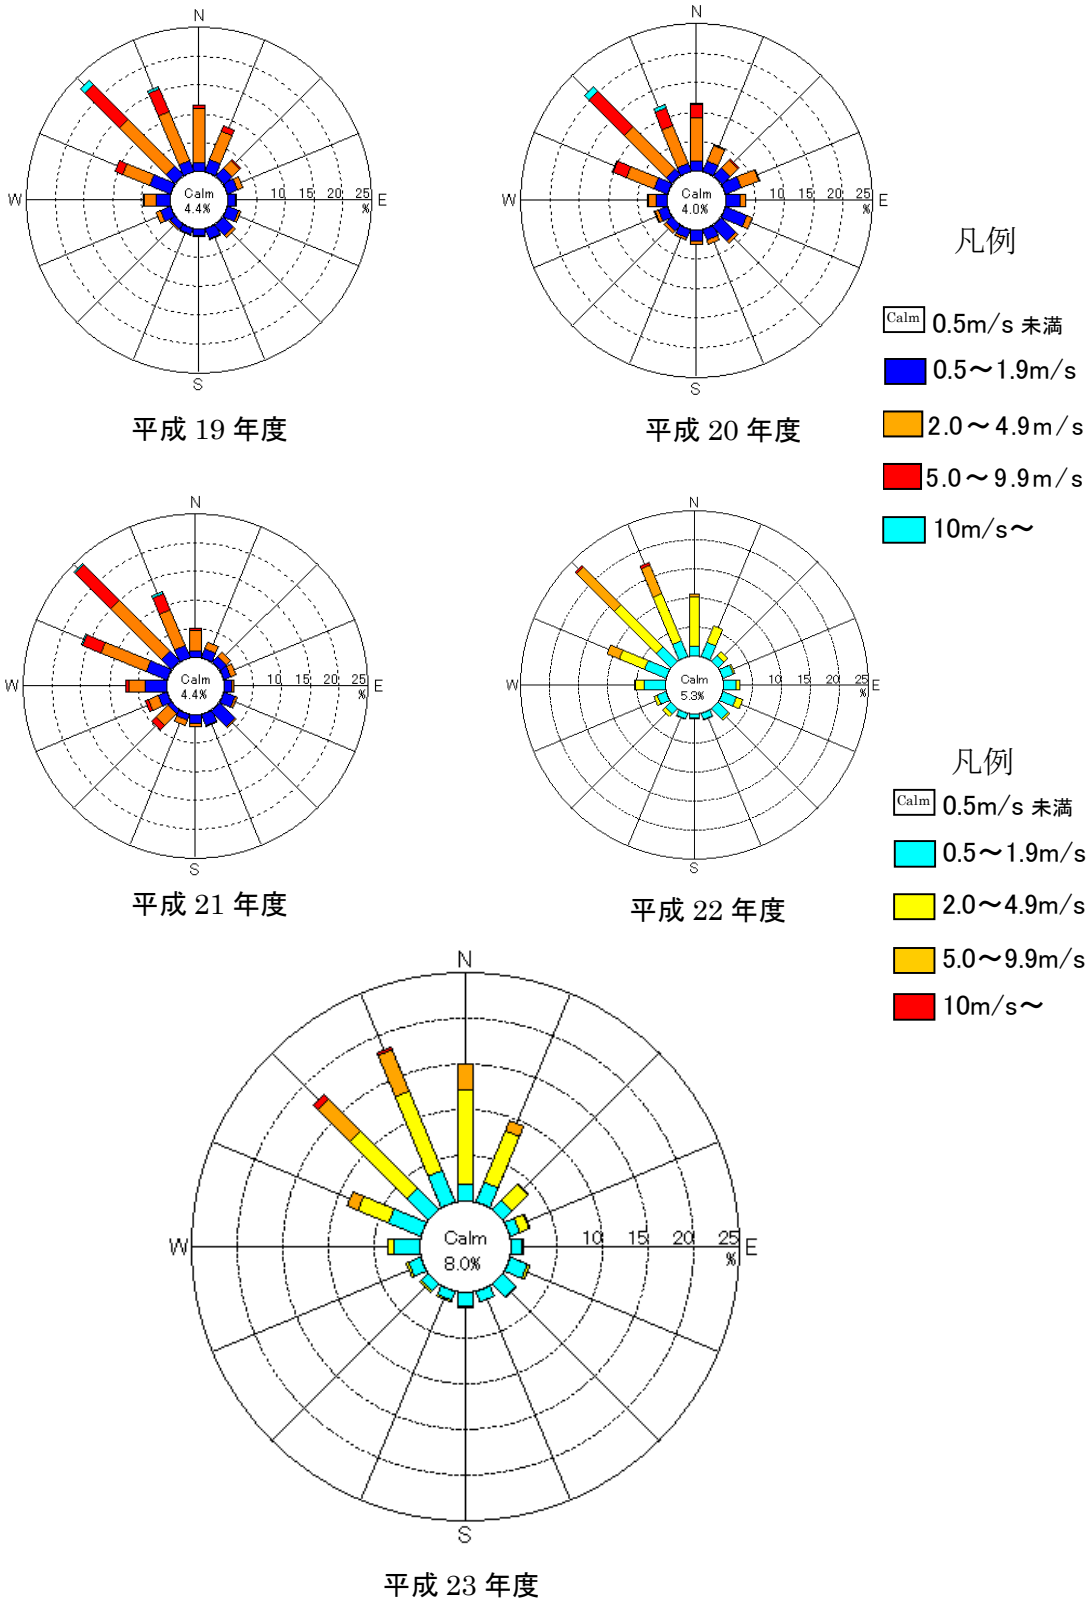 N
W
Calm
4.4%
10 15 20 25
%
E
S
平成 19 年度
N
W
Calm
4.0%
10 15 20 25
%
E
S
平成 20 年度
凡例
Calm 0.5m/s 未満
0.5～1.9m/s
2.0～4.9m/s
5.0～9.9m/s
10m/s～
N
W
Calm
4.4%
10 15 20 25
%
E
S
平成 21 年度
N
W
Calm
5.3%
10 15 20 25
%
E
S
平成 22 年度
凡例
Calm 0.5m/s 未満
0.5～1.9m/s
2.0～4.9m/s
5.0～9.9m/s
10m/s～
N
W
Calm
8.0%
10 15 20 25
%
E
S
平成 23 年度